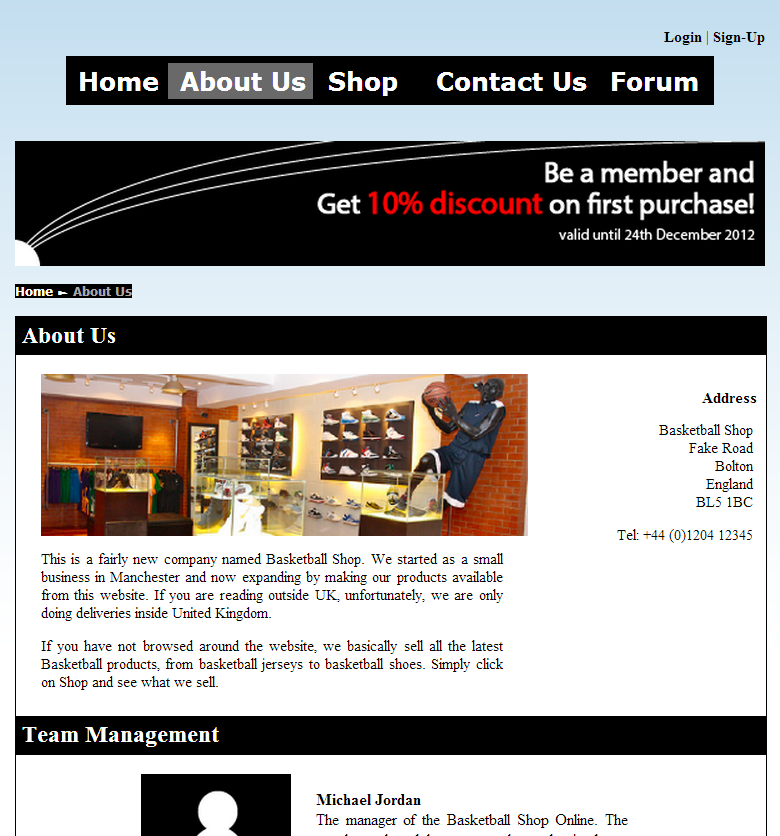 Login | Sign-Up
Home About Us Shop Contact Us Forum
Be a member and
Get 10% discount on first purchase!
valid until 24th December 2012
Home ► About Us
About Us
Address
Basketball Shop
Fake Road
Bolton
England
BL5 1BC
Tel: +44 (0)1204 12345
This is a fairly new company named Basketball Shop. We started as a small
business in Manchester and now expanding by making our products available
from this website. If you are reading outside UK, unfortunately, we are only
doing deliveries inside United Kingdom.
If you have not browsed around the website, we basically sell all the latest
Basketball products, from basketball jerseys to basketball shoes. Simply click
on Shop and see what we sell.
Team Management
Michael Jordan
The manager of the Basketball Shop Online. The